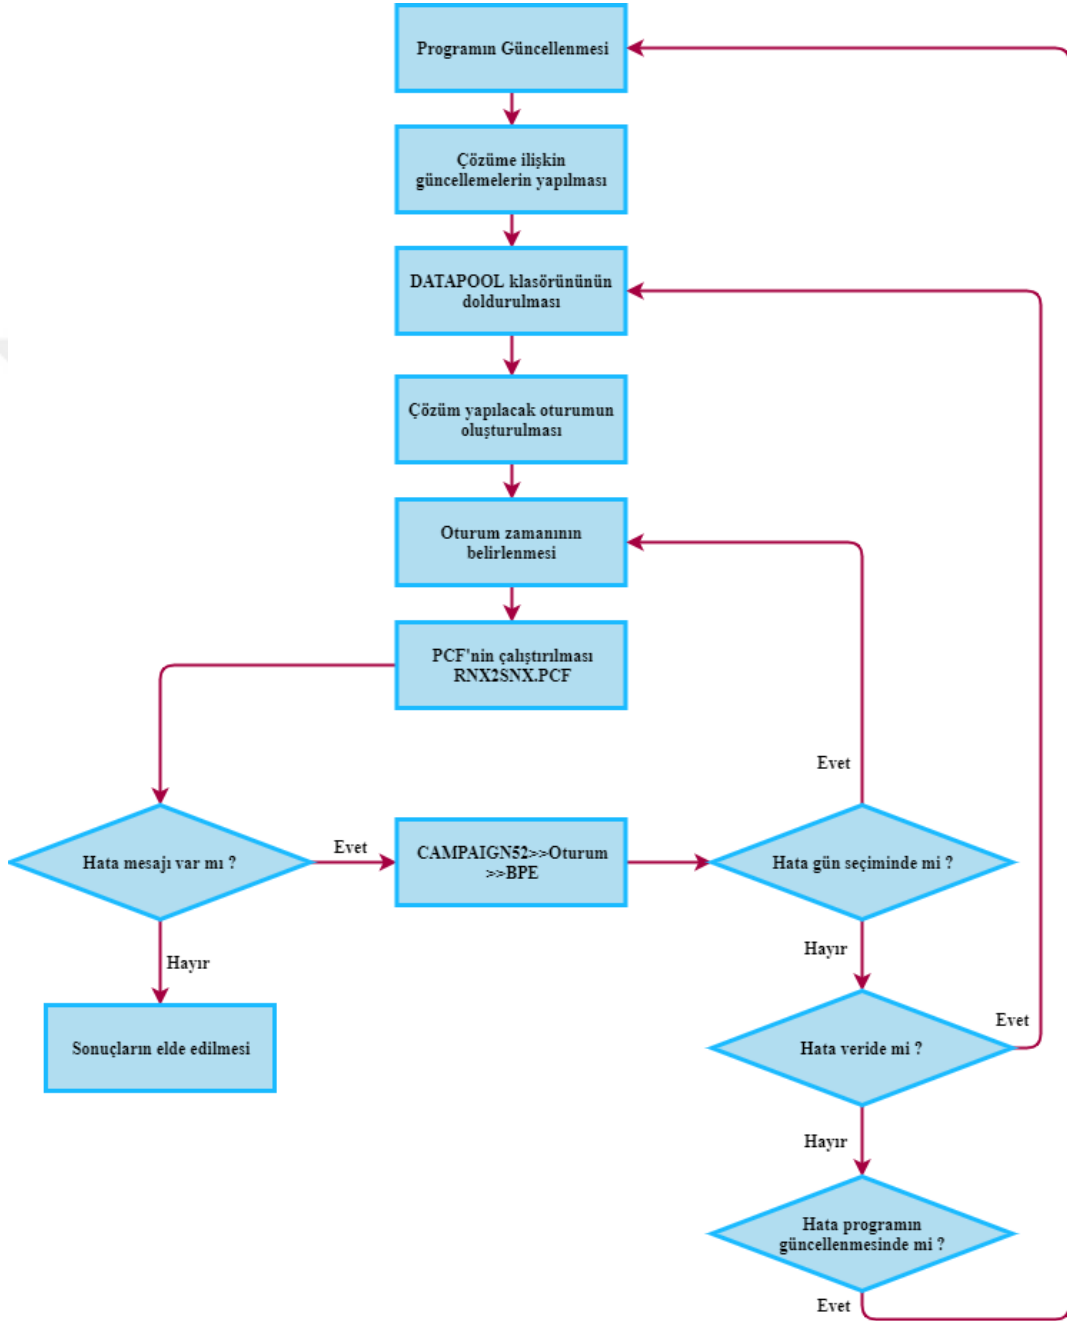 Programın Güncellenmesi
Çözüme ilişkin
güncellemelerin yapılması
DATAPOOL klasörününün
doldurulması
Çözüm yapılacak oturumun
oluşturulması
Oturum zamanının
belirlenmesi
PCF'nin çalıştırılması
RNX2SNX.PCF
Evet
Hata mesajı var mı ?
Evet
CAMPAIGN52>>Oturum
>>BPE
Hata gün seçiminde mi ?
Hayır
Hayır
Sonuçların elde edilmesi
Evet
Hata veride mi ?
Hayır
Hata programın
güncellenmesinde mi ?
Evet